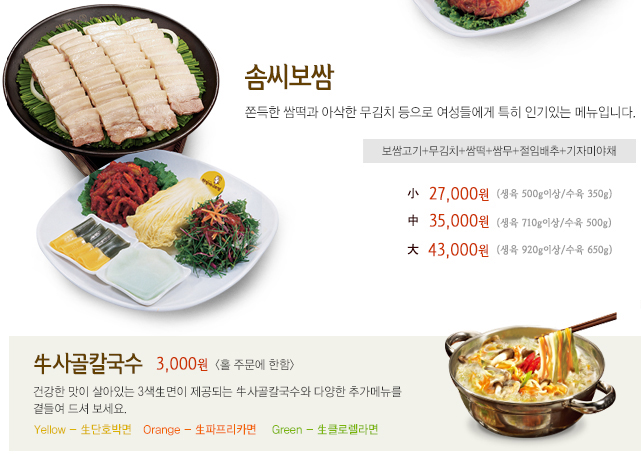 솜씨보쌈
쫀득한 쌈떡과 아삭한 무김치 등으로 여성들에게 특히 인기있는 메뉴입니다.
보쌈고기+무김치+쌈떡+쌈무+절임배추+기자미야채
小 27,000원 (생육 500g이상/수육 350g)
中 35,000원 (생육 710g이상/수육 500g)
大 43,000원 (생육 920g이상/수육 650g)
牛사골칼국수 3,000원 〈홀 주문에 한함〉
건강한 맛이 살아있는 3색生면이 제공되는 牛사골칼국수와 다양한 추가메뉴를
곁들여 드셔 보세요.
Yellow – 生단호박면 Orange – 生파프리카면 Green – 生클로렐라면